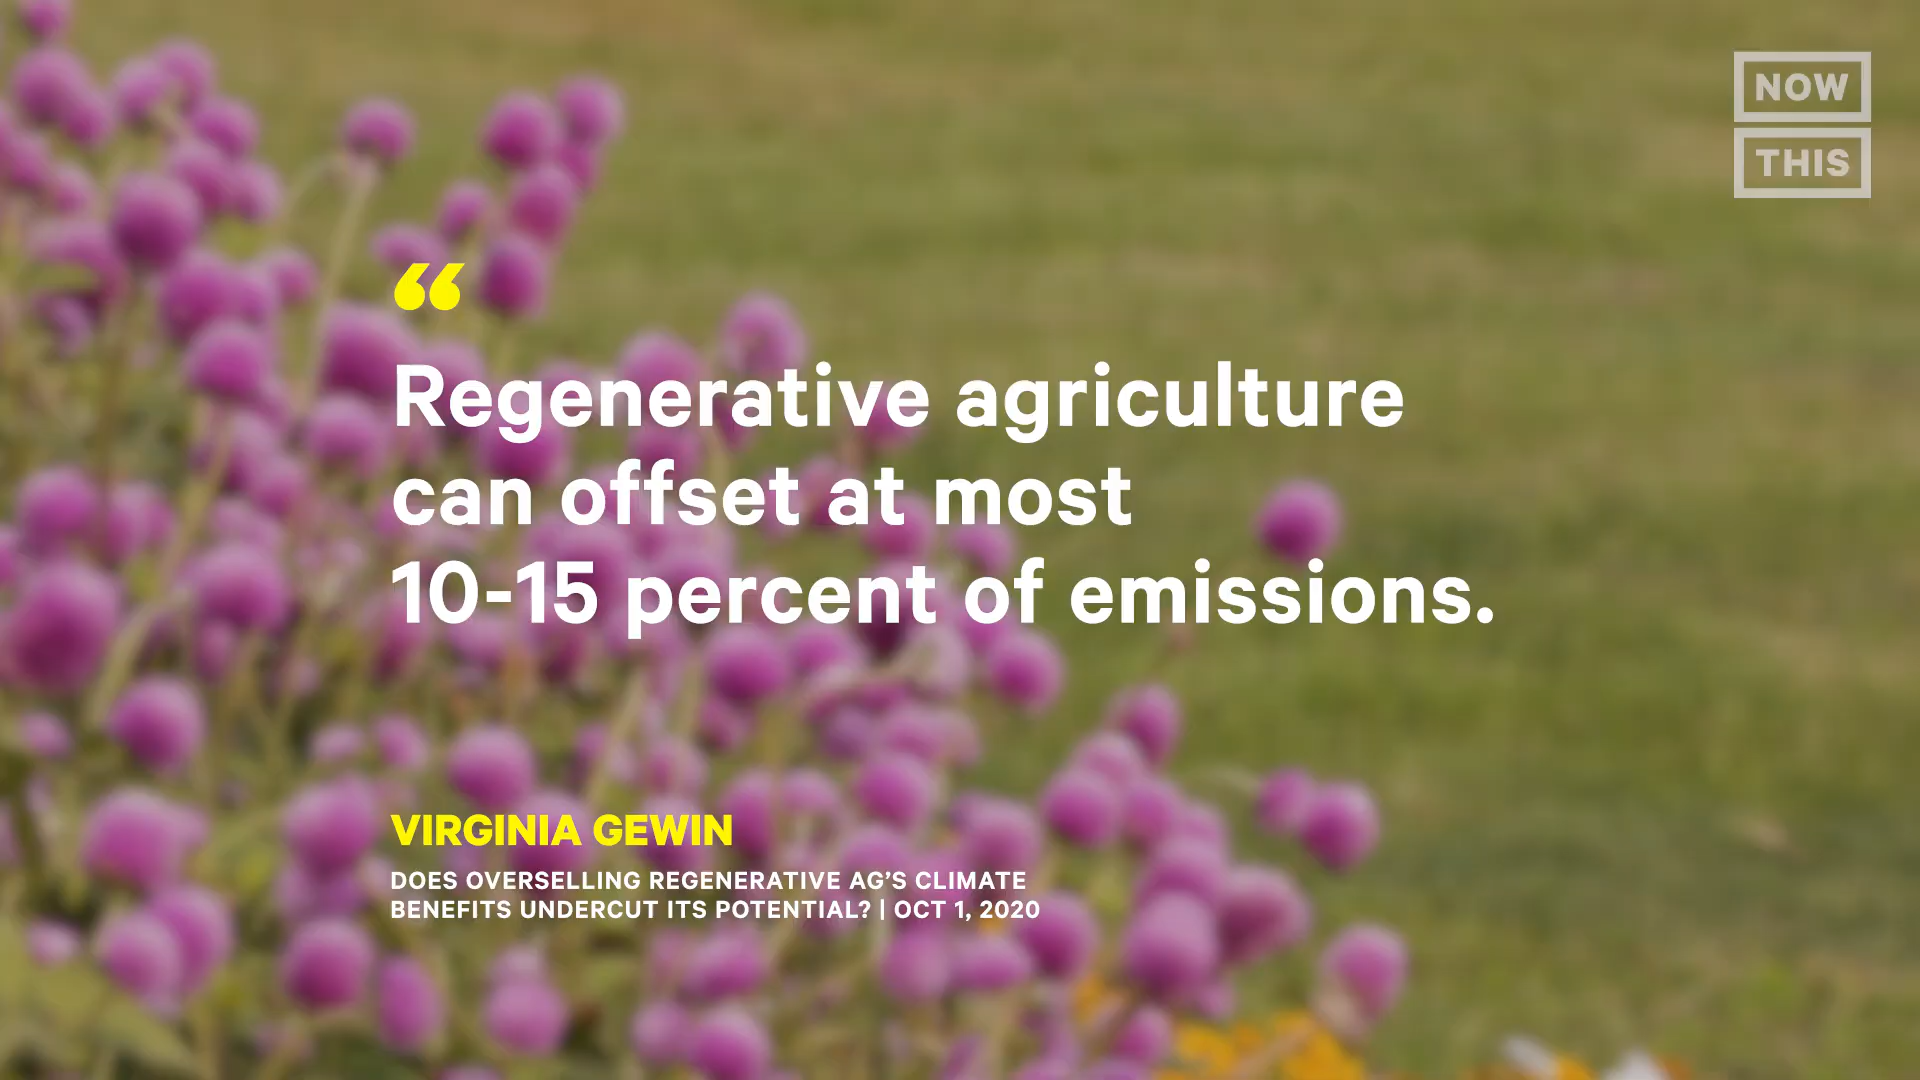 NOW
THIS
“
Regenerative agriculture
can offset at most
10-15 percent of emissions.
VIRGINIA GEWIN
DOES OVERSELLING REGENERATIVE AG’S CLIMATE
BENEFITS UNDERCUT ITS POTENTIAL? | OCT 1, 2020